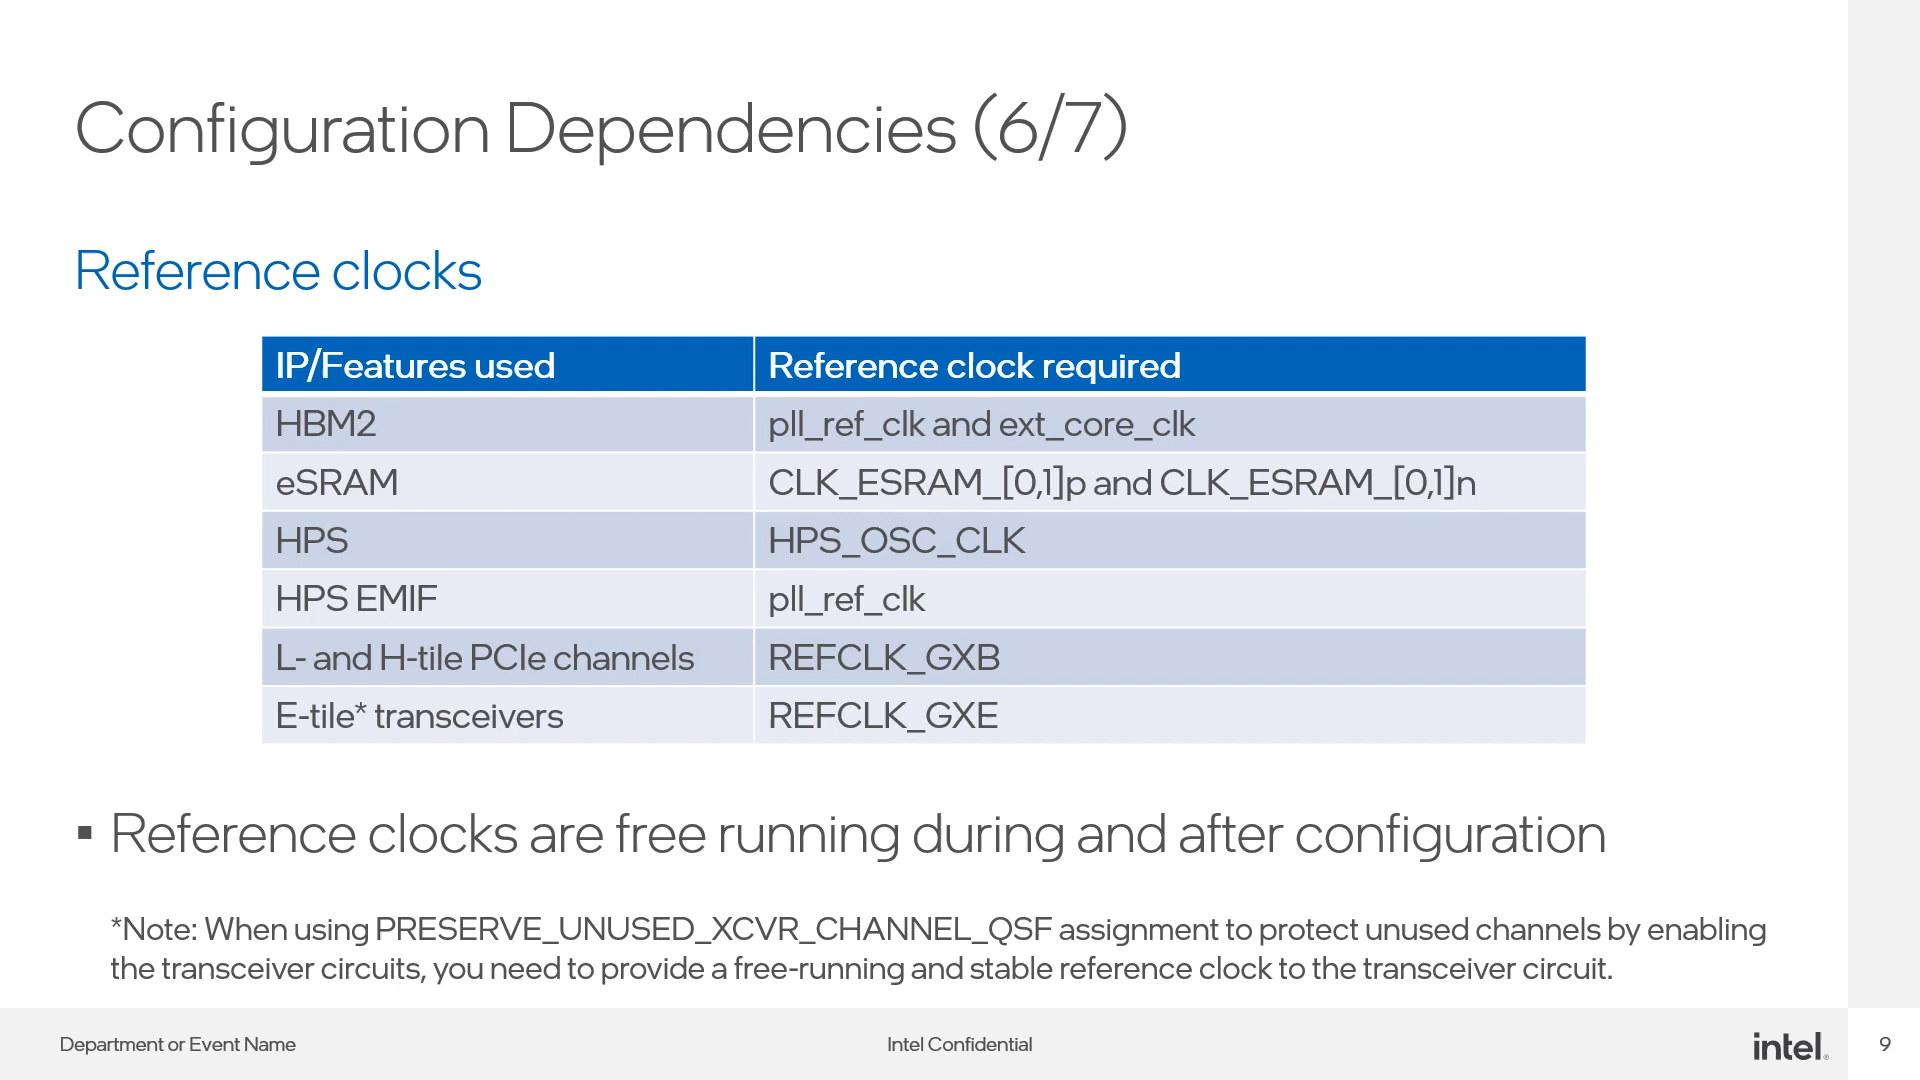 Configuration Dependencies (6/7)
Reference clocks
IP/Features used Reference clock required
HBM2 pll_ref_clk and ext_core_clk
eSRAM CLK_ESRAM_[0,1]p and CLK_ESRAM_[0,1]n
HPS HPS_OSC_CLK
HPS EMIF pll_ref_clk
L- and H-tile PCIe channels REFCLK_GXB
E-tile* transceivers REFCLK_GXE
▪ Reference clocks are free running during and after configuration
*Note: When using PRESERVE_UNUSED_XCVR_CHANNEL_QSF assignment to protect unused channels by enabling
the transceiver circuits, you need to provide a free-running and stable reference clock to the transceiver circuit.
Department or Event Name Intel Confidential intel® 9